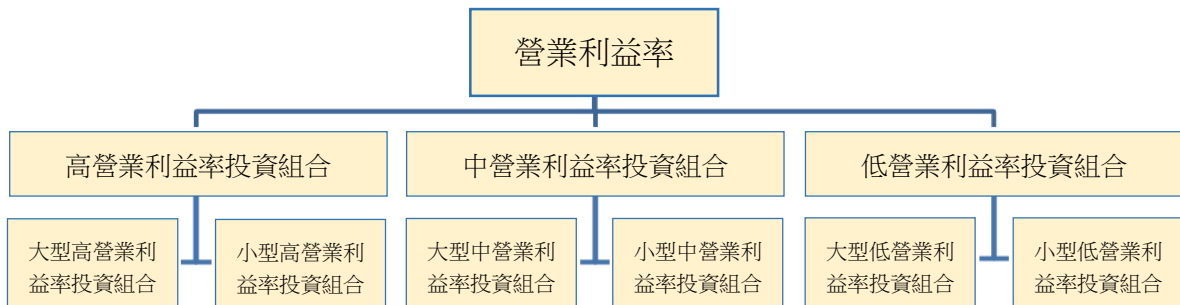 營業利益率
高營業利益率投資組合
中營業利益率投資組合
低營業利益率投資組合
大型高營業利
益率投資組合
小型高營業利
益率投資組合
大型中營業利
益率投資組合
小型中營業利
益率投資組合
大型低營業利
益率投資組合
小型低營業利
益率投資組合